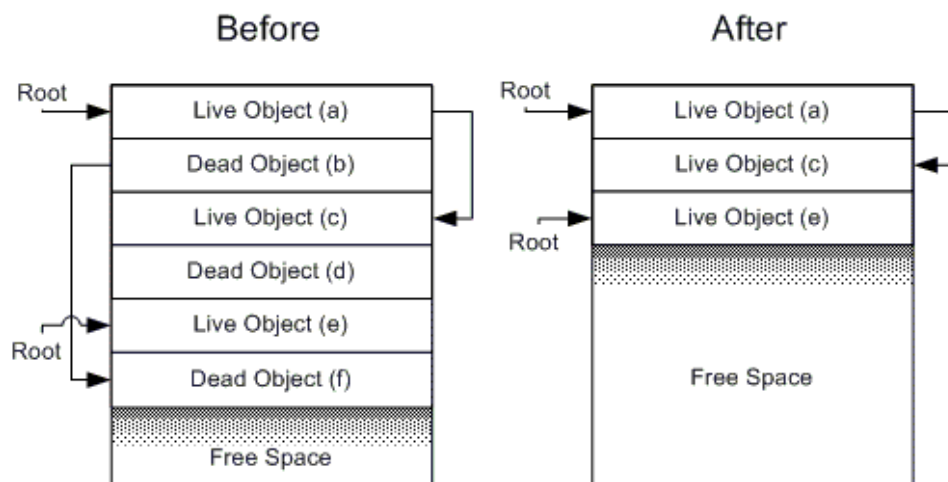 Before
Root
Live Object (a)
Dead Object (b)
Live Object (c)
Dead Object (d)
Live Object (e)
Root
Dead Object (f)
Free Space
After
Root
Live Object (a)
Live Object (c)
Live Object (e)
Root
Free Space